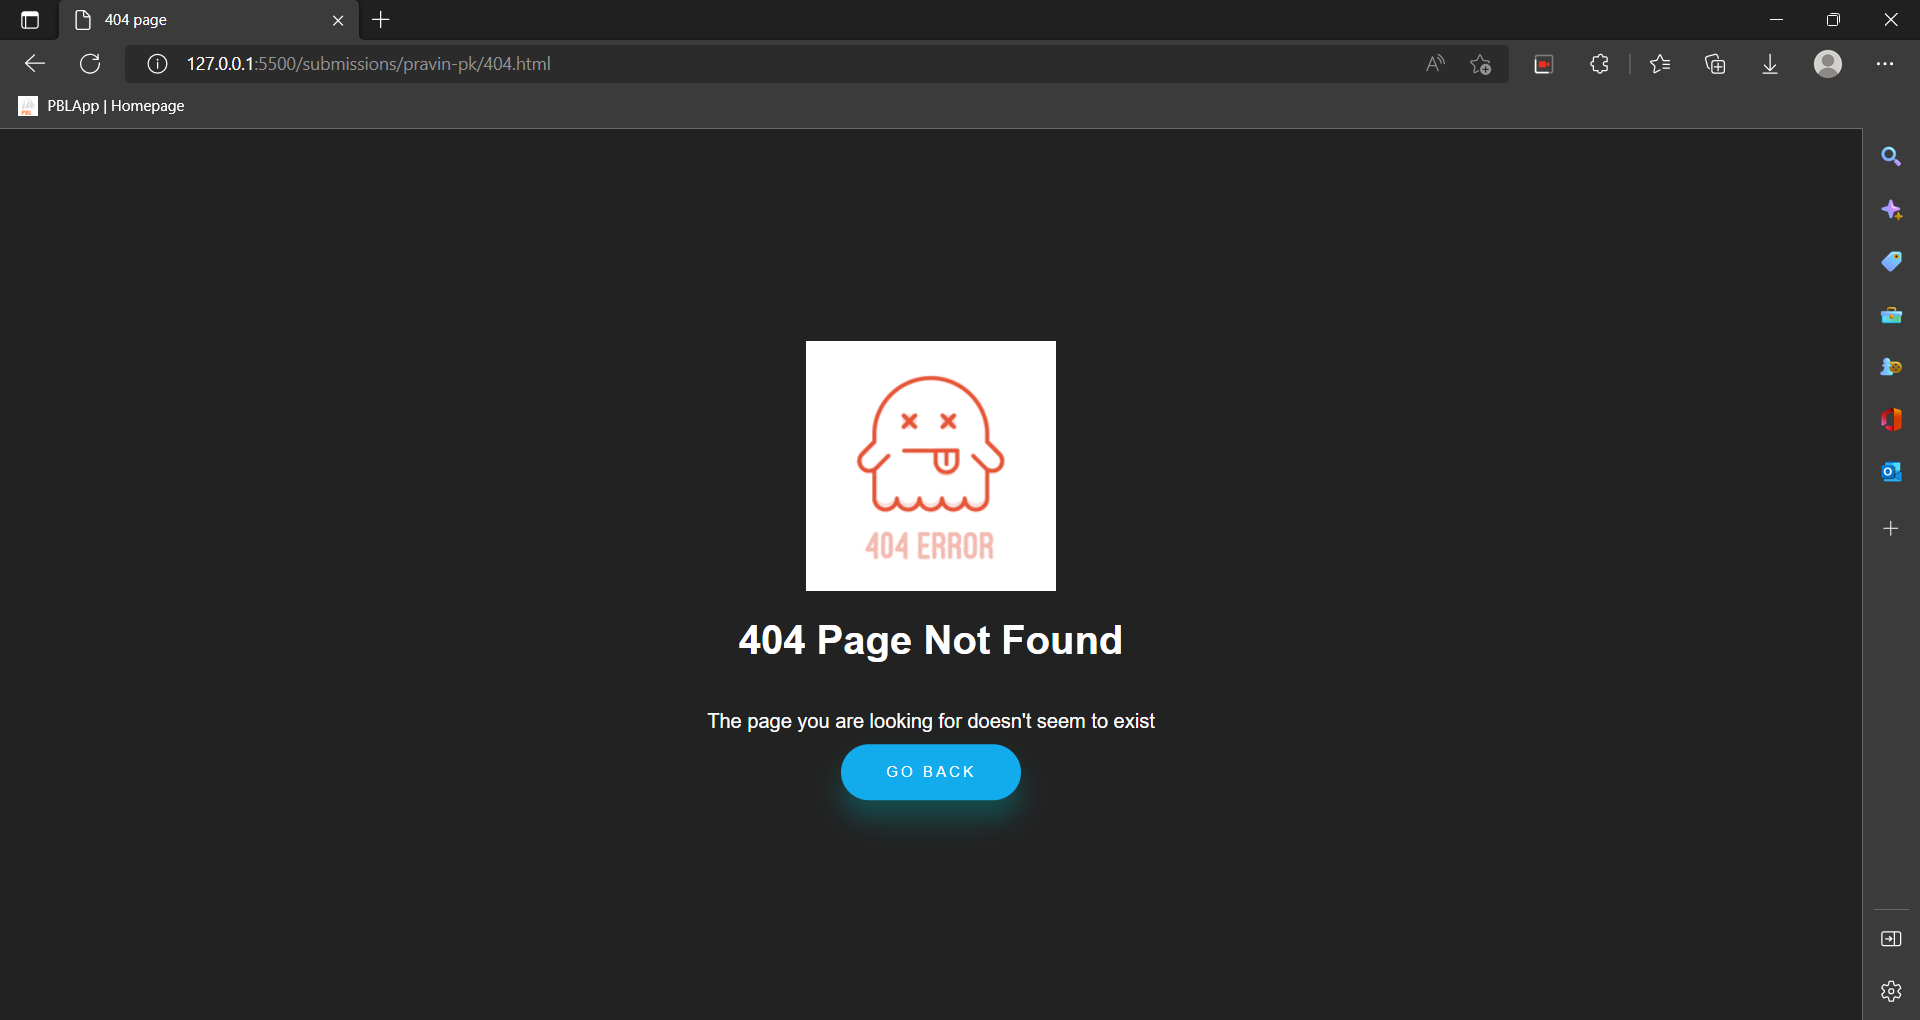 404 page
127.0.0.1:5500/submissions/pravin-pk/404.html
PBLApp | Homepage
404 ERROR
404 Page Not Found
The page you are looking for doesn't seem to exist
GO BACK